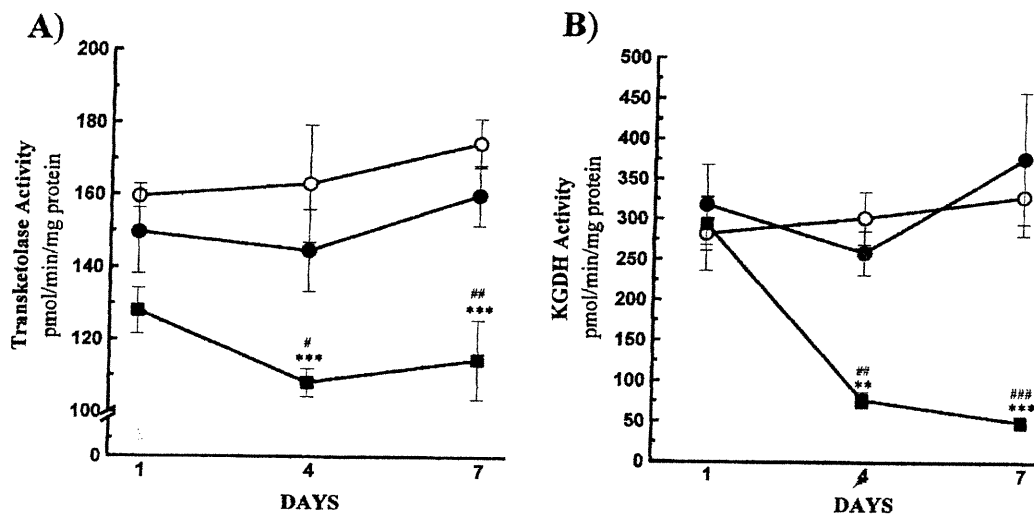 A)
Transketolase Activity
pmol/min/mg protein
200
180
160
140
120
100
0
#
***
##
***
1 4 7
DAYS
B)
KGDH Activity
pmol/min/mg protein
500
450
400
350
300
250
200
150
100
50
0
##
**
###
***
1 4 7
DAYS